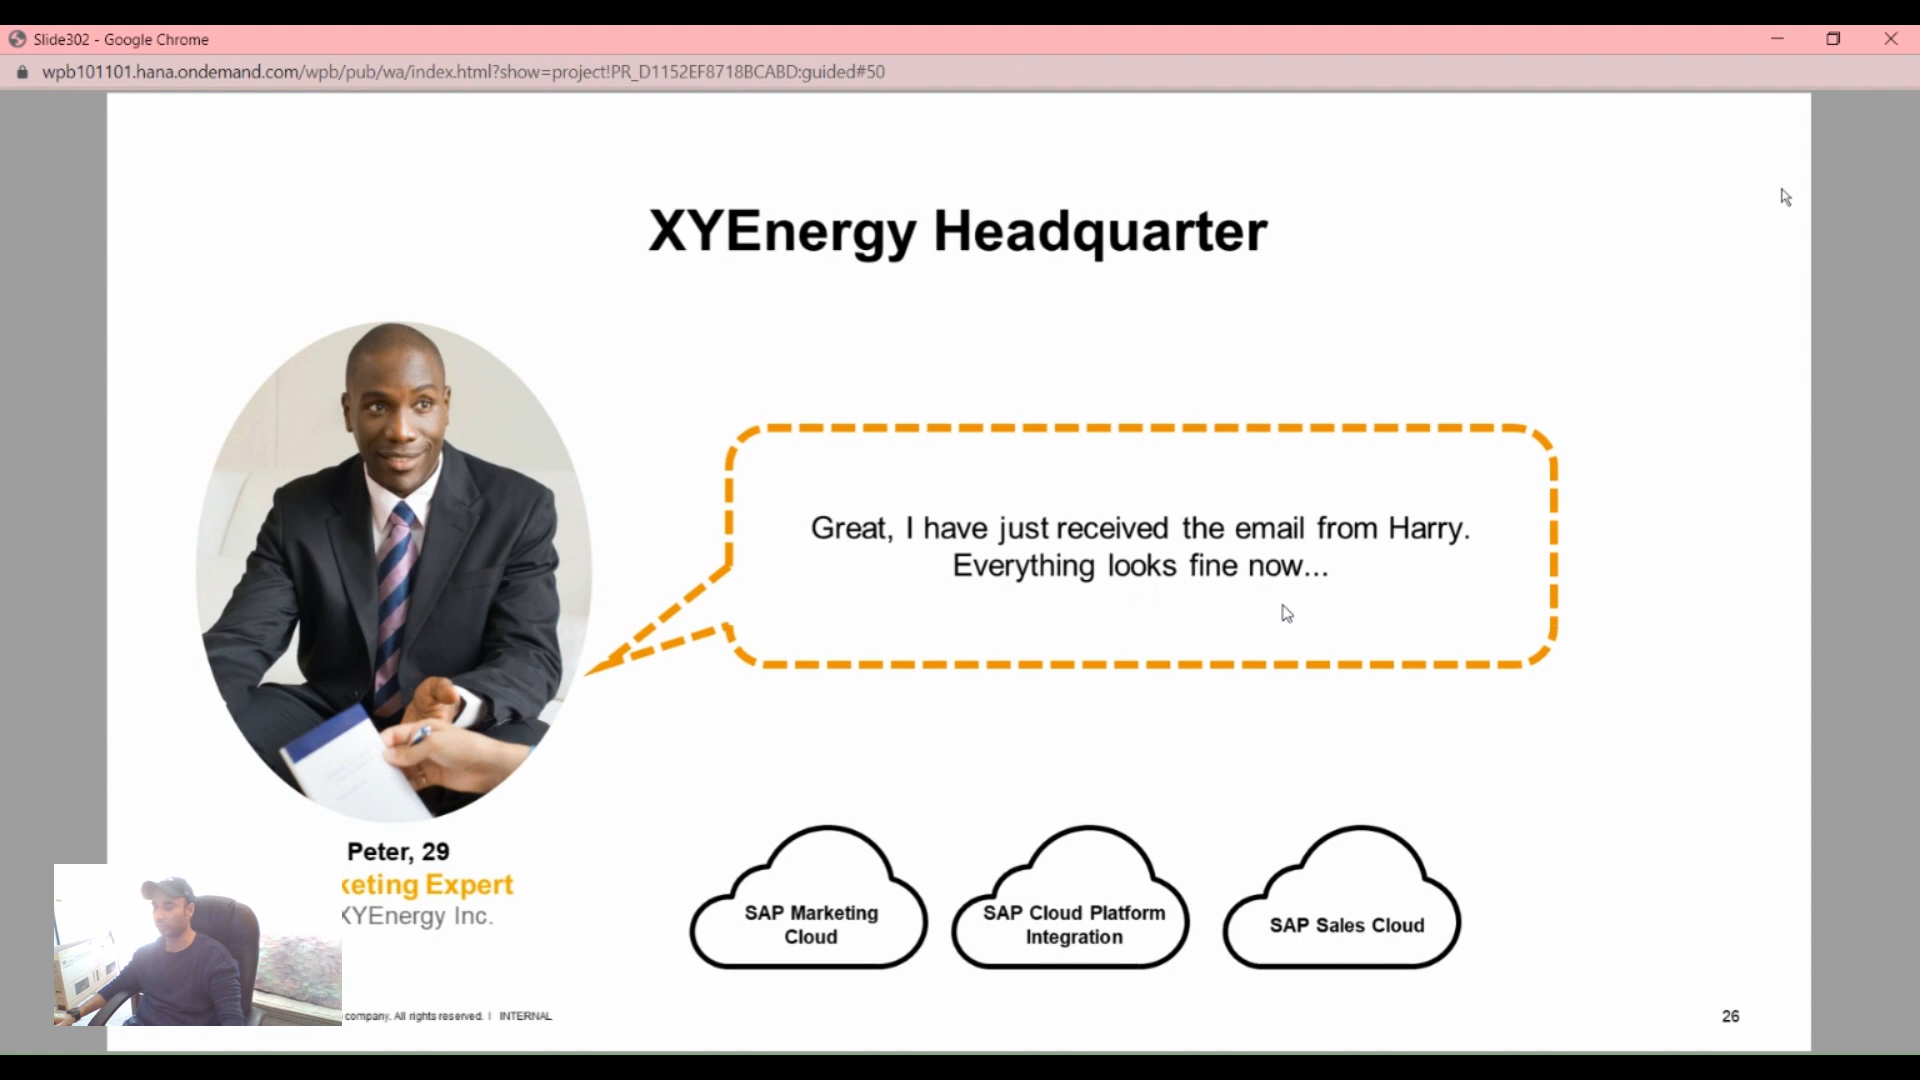 Slide302 - Google Chrome
wpb101101.hana.ondemand.com/wpb/pub/wa/index.html?show=project!PR_D1152EF8718BCABD:guided#50
XYEnergy Headquarter
Great, I have just received the email from Harry.
Everything looks fine now...
Peter, 29
keting Expert
XYEnergy Inc.
SAP Marketing
Cloud
SAP Cloud Platform
Integration
SAP Sales Cloud
company. All rights reserved. | INTERNAL
26